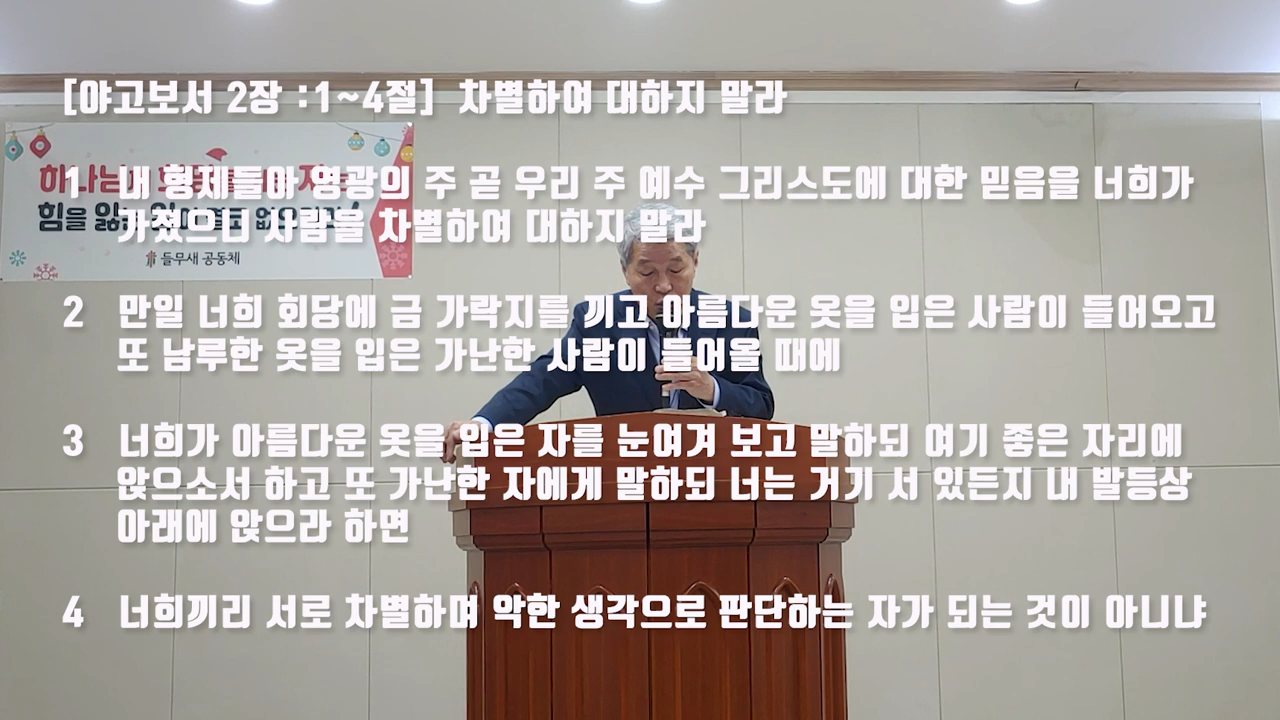 [야고보서 2장 :1~4절] 차별하여 대하지 말라
1 내 형제들아 영광의 주 곧 우리 주 예수 그리스도에 대한 믿음을 너희가
가졌으니 사람을 차별하여 대하지 말라
2 만일 너희 회당에 금 가락지를 끼고 아름다운 옷을 입은 사람이 들어오고
또 남루한 옷을 입은 가난한 사람이 들어올 때에
3 너희가 아름다운 옷을 입은 자를 눈여겨 보고 말하되 여기 좋은 자리에
앉으소서 하고 또 가난한 자에게 말하되 너는 거기 서 있든지 내 발등상
아래에 앉으라 하면
4 너희끼리 서로 차별하며 악한 생각으로 판단하는 자가 되는 것이 아니냐
힘을
들무새 공동체